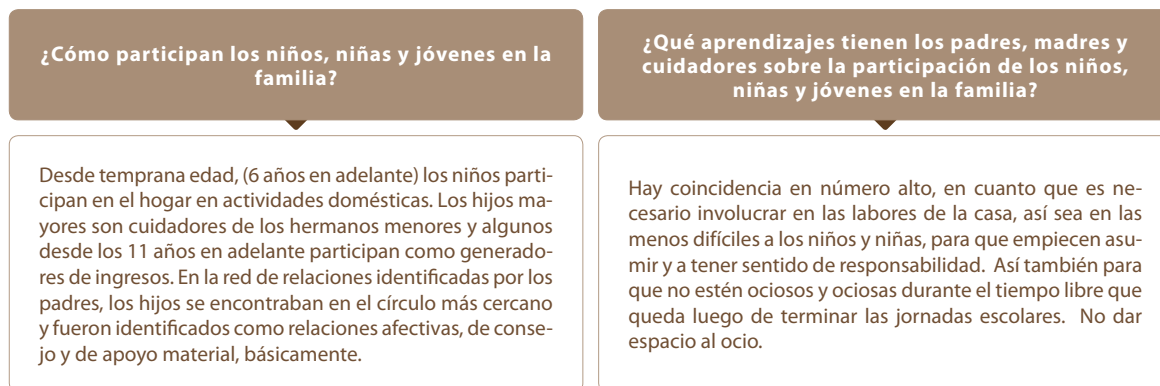 ¿Cómo participan los niños, niñas y jóvenes en la
familia?
Desde temprana edad, (6 años en adelante) los niños parti-
cipan en el hogar en actividades domésticas. Los hijos ma-
yores son cuidadores de los hermanos menores y algunos
desde los 11 años en adelante participan como generado-
res de ingresos. En la red de relaciones identificadas por los
padres, los hijos se encontraban en el círculo más cercano
y fueron identificados como relaciones afectivas, de conse-
jo y de apoyo material, básicamente.
¿Qué aprendizajes tienen los padres, madres y
cuidadores sobre la participación de los niños,
niñas y jóvenes en la familia?
Hay coincidencia en número alto, en cuanto que es ne-
cesario involucrar en las labores de la casa, así sea en las
menos difíciles a los niños y niñas, para que empiecen asu-
mir y a tener sentido de responsabilidad. Así también para
que no estén ociosos y ociosas durante el tiempo libre que
queda luego de terminar las jornadas escolares. No dar
espacio al ocio.